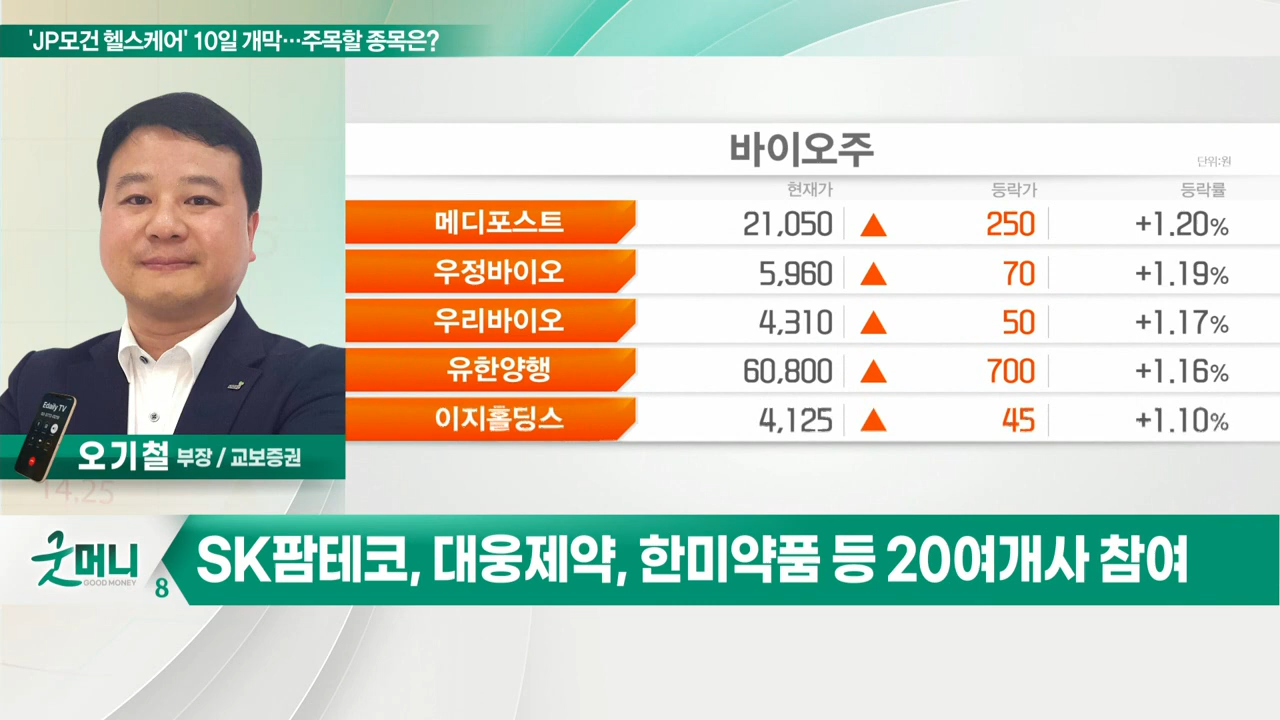 'JP모건 헬스케어' 10일 개막…주목할 종목은?
바이오주
단위:원
현재가 등락가 등락률
메디포스트 21,050 ▲ 250 +1.20%
우정바이오 5,960 ▲ 70 +1.19%
우리바이오 4,310 ▲ 50 +1.17%
유한양행 60,800 ▲ 700 +1.16%
이지홀딩스 4,125 ▲ 45 +1.10%
Edaily TV
오기철 부장 / 교보증권
14.25
굿머니
GOOD MONEY
8
SK팜테코, 대웅제약, 한미약품 등 20여개사 참여